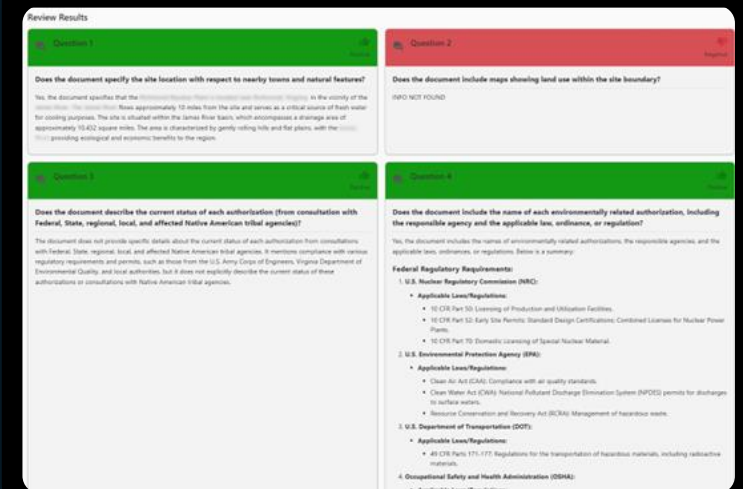 Review Results
Question 1
Positive
Does the document specify the site location with respect to nearby towns and natural features?
Yes, the document specifies that the in the vicinity of the
flows approximately 10 miles from the site and serves as a critical source of fresh water
for cooling purposes. The site is situated within the James River basin, which encompasses a drainage area of
approximately 10,432 square miles. The area is characterized by gently rolling hills and flat plains, with the
providing ecological and economic benefits to the region.
Question 2
Negative
Does the document include maps showing land use within the site boundary?
INFO NOT FOUND
Question 3
Positive
Does the document describe the current status of each authorization (from consultation with
Federal, State, regional, local, and affected Native American tribal agencies)?
The document does not provide specific details about the current status of each authorization from consultations
with Federal, State, regional, local, and affected Native American tribal agencies. It mentions compliance with various
regulatory requirements and permits, such as those from the U.S. Army Corps of Engineers, Virginia Department of
Environmental Quality, and local authorities, but it does not explicitly describe the current status of these
authorizations or consultations with Native American tribal agencies.
Question 4
Positive
Does the document include the name of each environmentally related authorization, including
the responsible agency and the applicable law, ordinance, or regulation?
Yes, the document includes the names of environmentally related authorizations, the responsible agencies, and the
applicable laws, ordinances, or regulations. Below is a summary:
Federal Regulatory Requirements:
1. U.S. Nuclear Regulatory Commission (NRC):
• Applicable Laws/Regulations:
▪ 10 CFR Part 50: Licensing of Production and Utilization Facilities.
▪ 10 CFR Part 52: Early Site Permits; Standard Design Certifications; Combined Licenses for Nuclear Power
Plants.
▪ 10 CFR Part 70: Domestic Licensing of Special Nuclear Material.
2. U.S. Environmental Protection Agency (EPA):
• Applicable Laws/Regulations:
▪ Clean Air Act (CAA): Compliance with air quality standards.
▪ Clean Water Act (CWA): National Pollutant Discharge Elimination System (NPDES) permits for discharges
to surface waters.
▪ Resource Conservation and Recovery Act (RCRA): Management of hazardous waste.
3. U.S. Department of Transportation (DOT):
• Applicable Laws/Regulations:
▪ 49 CFR Parts 171-177: Regulations for the transportation of hazardous materials, including radioactive
materials.
4. Occupational Safety and Health Administration (OSHA):